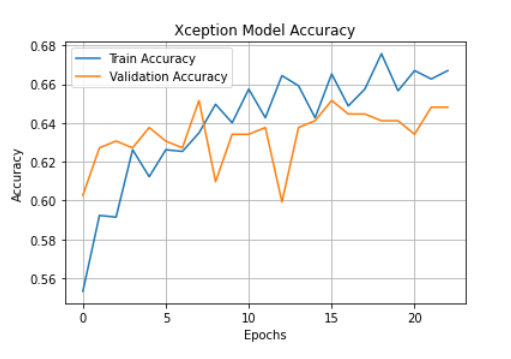 Xception Model Accuracy
0.68
0.66
0.64
0.62
0.60
0.58
0.56
Accuracy
Train Accuracy
Validation Accuracy
0 5 10 15 20
Epochs